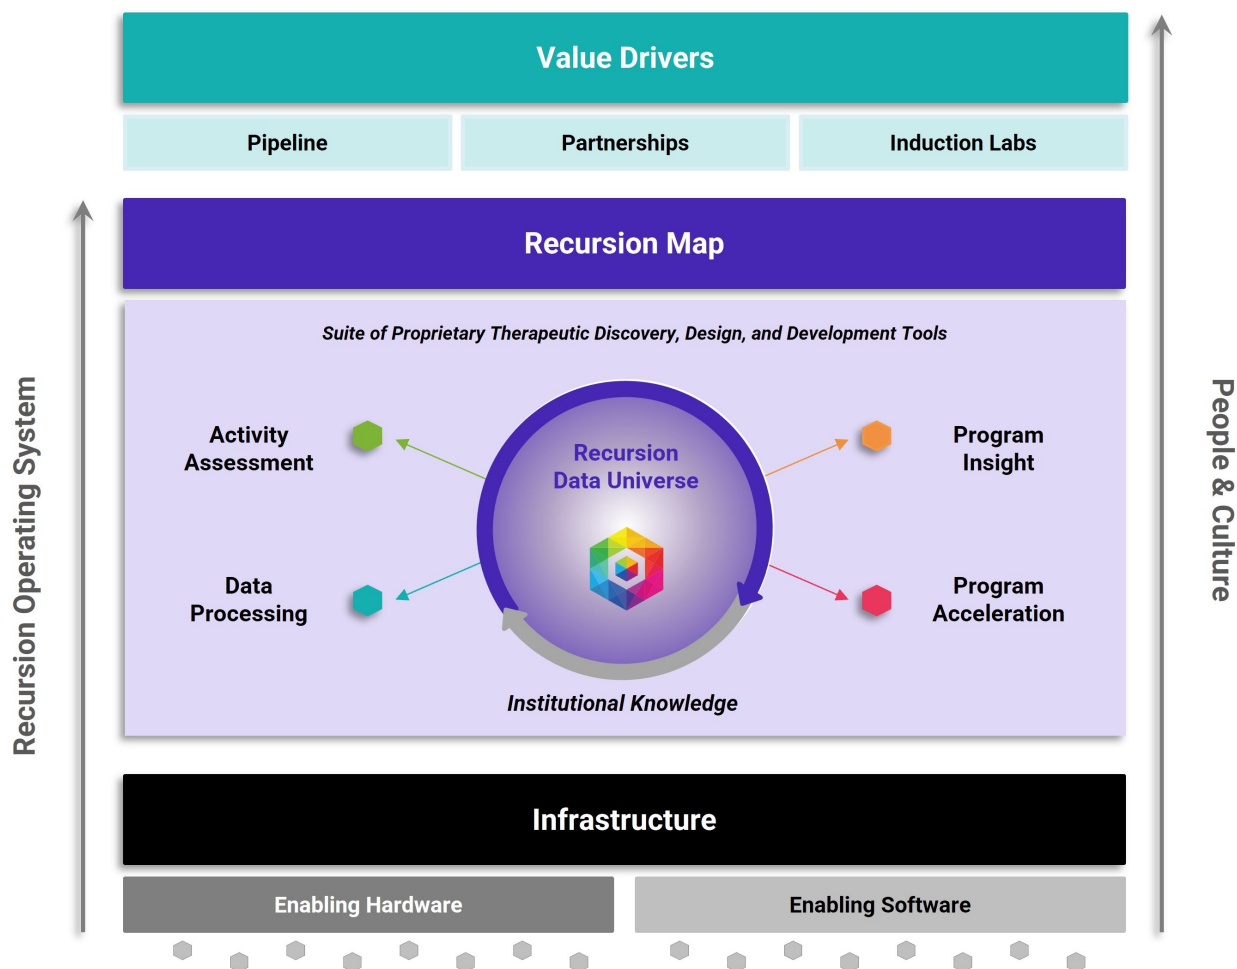 Value Drivers
Pipeline
Partnerships
Induction Labs
Recursion Map
Suite of Proprietary Therapeutic Discovery, Design, and Development Tools
Activity
Assessment
Recursion
Data Universe
Program
Insight
Data
Processing
Program
Acceleration
Institutional Knowledge
Infrastructure
Enabling Hardware
Enabling Software
Recursion Operating System
People & Culture